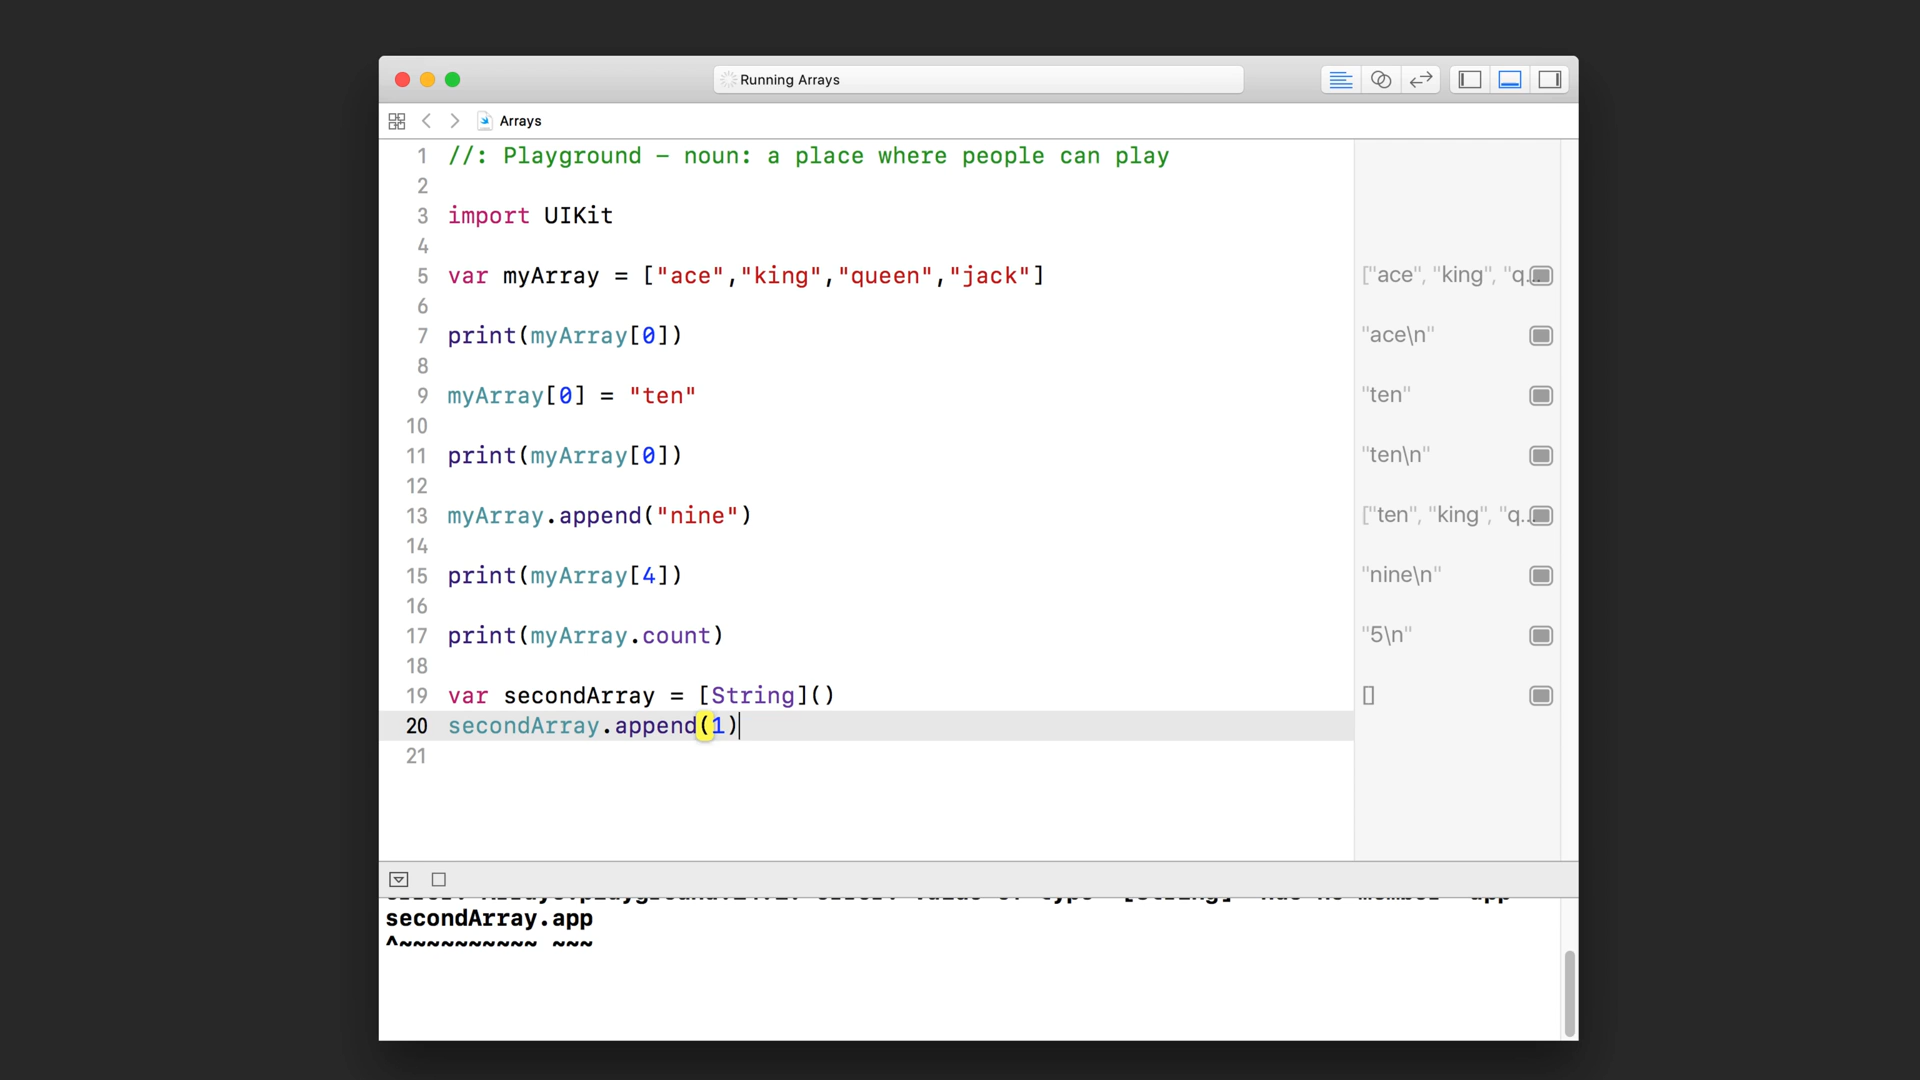 Running Arrays
Arrays
1 //: Playground – noun: a place where people can play
2
3 import UIKit
4
5 var myArray = ["ace","king","queen","jack"] ["ace", "king", "q...
6
7 print(myArray[0]) "ace\n"
8
9 myArray[0] = "ten" "ten"
10
11 print(myArray[0]) "ten\n"
12
13 myArray.append("nine") ["ten", "king", "q...
14
15 print(myArray[4]) "nine\n"
16
17 print(myArray.count) "5\n"
18
19 var secondArray = [String]() []
20 secondArray.append(1)
21
secondArray.app
^~~~~~~~~~~ ~~~